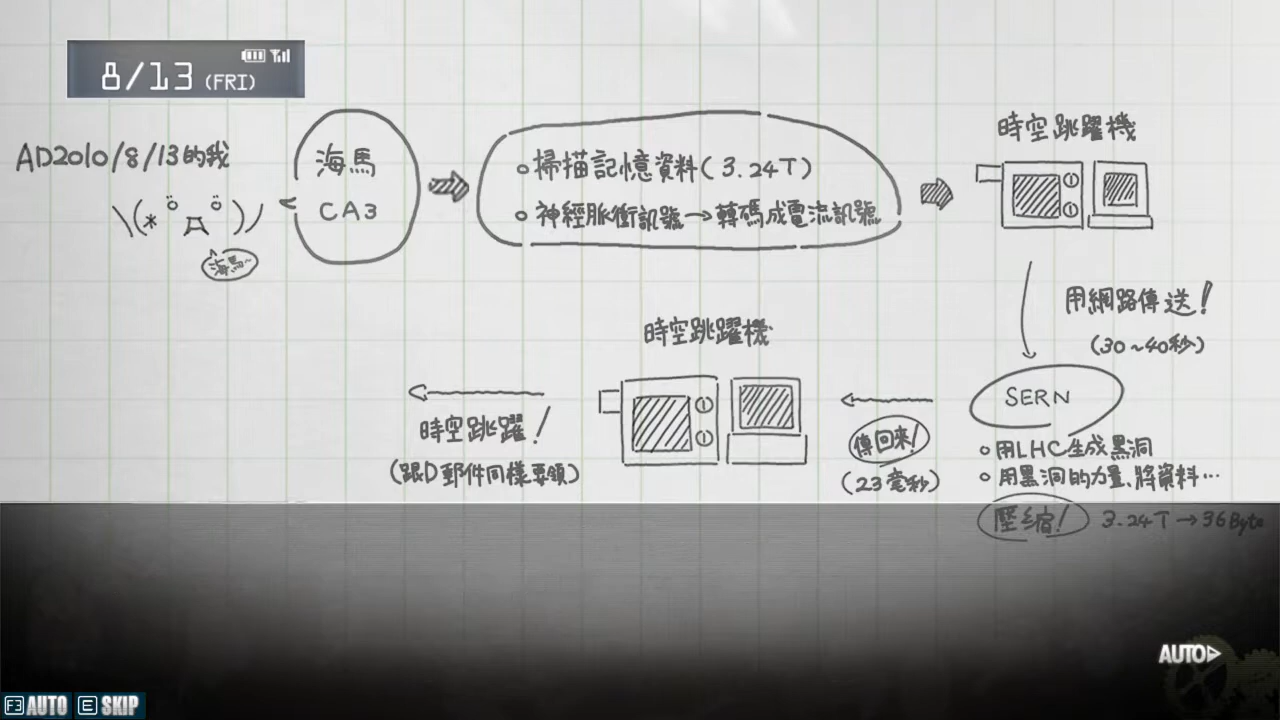 8/13 (FRI)
AD2010/8/13的我
海馬~
海馬
CA3
掃描記憶資料(3.24T)
神經脈衝訊號→轉碼成電流訊號
時空跳躍機
用網路傳送!
(30~40秒)
SERN
用LHC生成黑洞
用黑洞的力量、將資料…
壓縮! 3.24T→36Byte
傳回來!
(23毫秒)
時空跳躍機
時空跳躍!
(跟D郵件同樣要領)
AUTO
F3 AUTO E SKIP